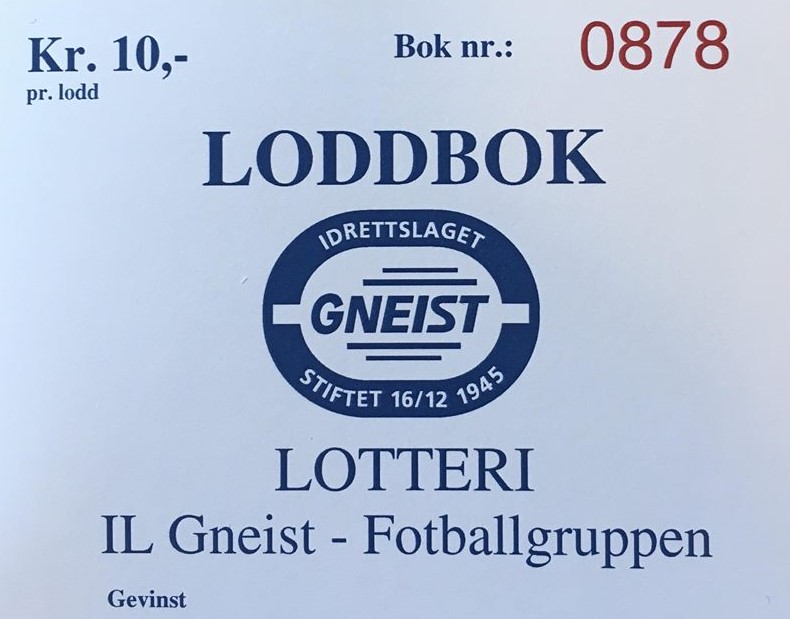 Kr. 10,-
pr. lodd
Bok nr.: 0878
LODDBOK
IDRETTSLAGET
GNEIST
STIFTET 16/12 1945
LOTTERI
IL Gneist - Fotballgruppen
Gevinst